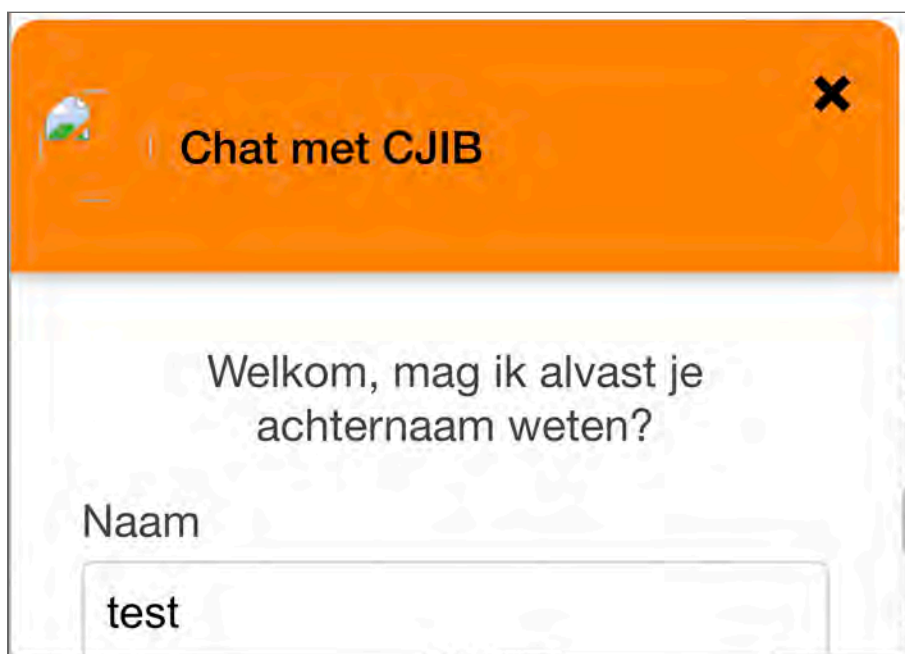 Chat met CJIB
Welkom, mag ik alvast je
achternaam weten?
Naam
test